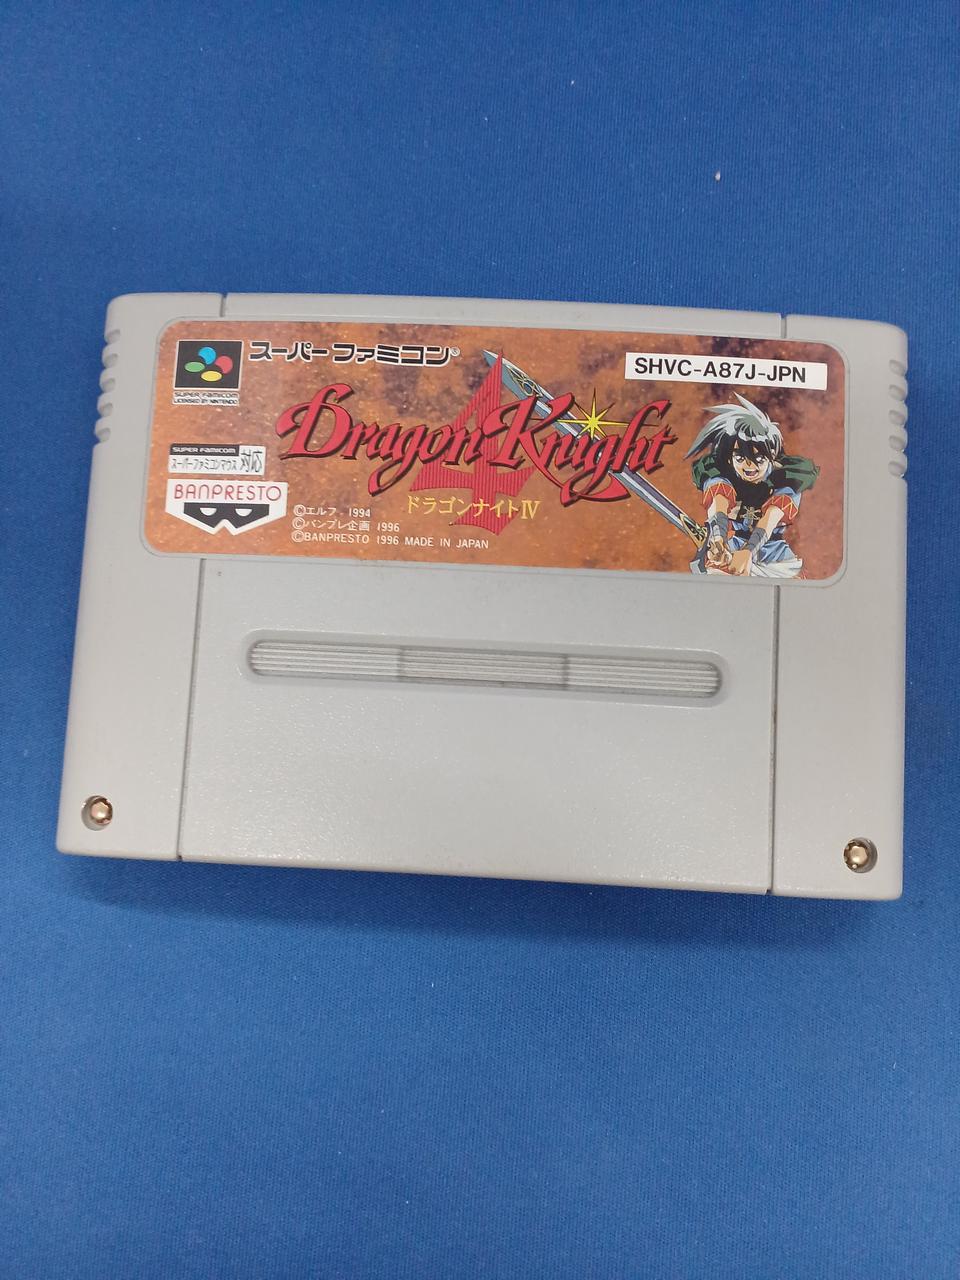 スーパーファミコン®
SHVC-A87J-JPN
SUPER FAMICOM
LICENSED BY NINTENDO
4
Dragon Knight
ドラゴンナイトⅣ
SUPER FAMICOM
スーパーファミコンマウス対応
BANPRESTO
©エルフ, 1994
©バンプレ企画 1996
©BANPRESTO 1996 MADE IN JAPAN